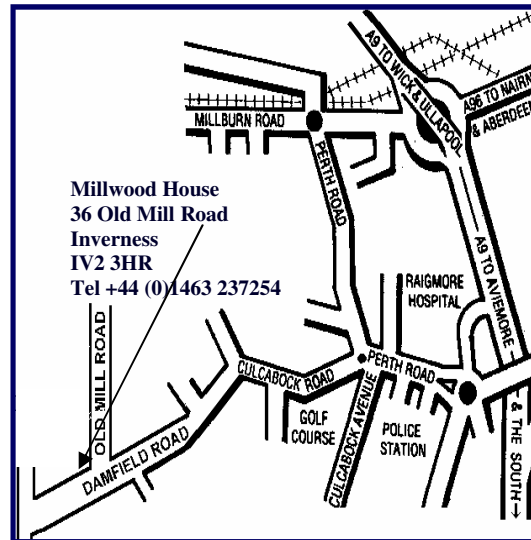 A9 TO WICK & ULLAPOOL
A96 TO NAIRN
& ABERDEEN
MILLBURN ROAD
PERTH ROAD
Millwood House
36 Old Mill Road
Inverness
IV2 3HR
Tel +44 (0)1463 237254
RAIGMORE
HOSPITAL
A9 TO AVIEMORE
& THE SOUTH→
OLD MILL ROAD
CULCABOCK ROAD
PERTH ROAD
GOLF
COURSE
CULCABOCK AVENUE
POLICE
STATION
DAMFIELD ROAD